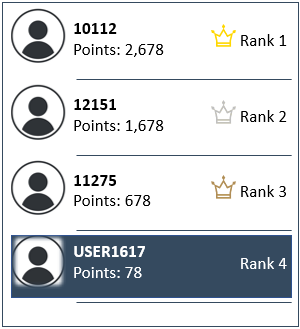 10112
Points: 2,678
Rank 1
12151
Points: 1,678
Rank 2
11275
Points: 678
Rank 3
USER1617
Points: 78
Rank 4